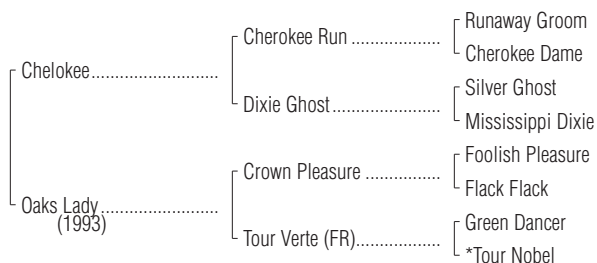 Runaway Groom
Cherokee Run ....................
Cherokee Dame
Chelokee............................
Silver Ghost
Dixie Ghost........................
Mississippi Dixie
Foolish Pleasure
Crown Pleasure .................
Flack Flack
Oaks Lady..........................
(1993)
Green Dancer
Tour Verte (FR)...................
*Tour Nobel